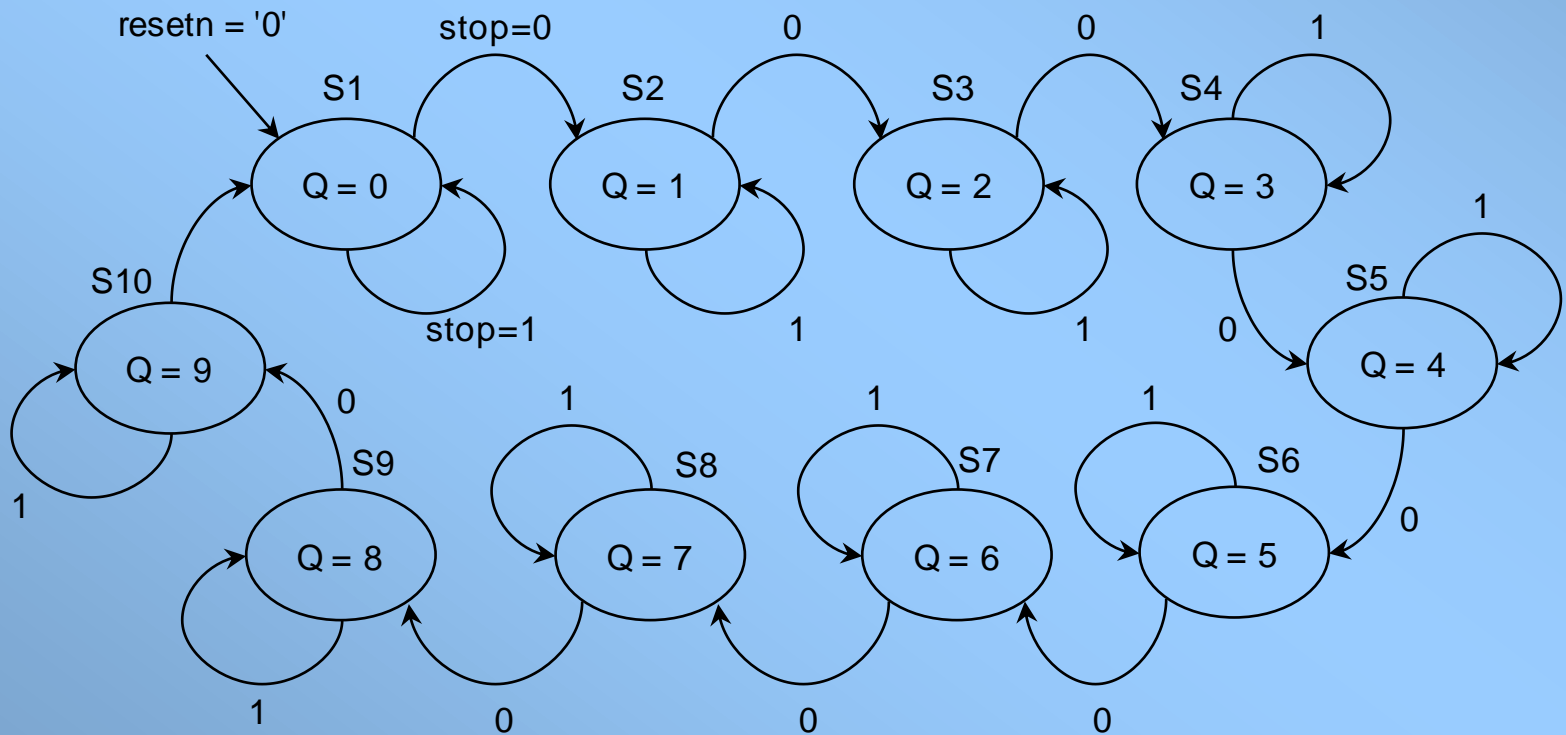 resetn = '0'
stop=0
0
0
1
S1
S2
S3
S4
Q = 0
Q = 1
Q = 2
Q = 3
1
S10
stop=1
1
1
0
S5
Q = 9
Q = 4
0
1
1
1
S9
S8
S7
S6
1
0
Q = 8
Q = 7
Q = 6
Q = 5
1
0
0
0